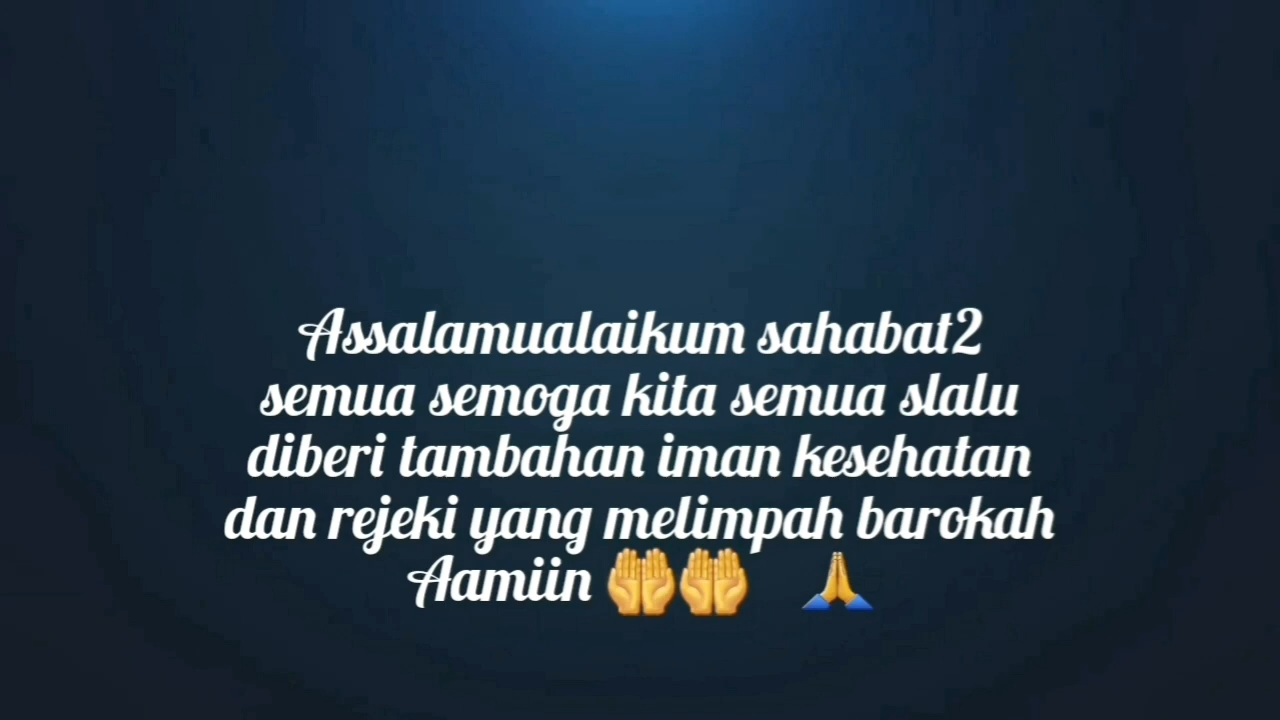 Assalamualaikum sahabat2
semua semoga kita semua slalu
diberi tambahan iman kesehatan
dan rejeki yang melimpah barokah
Aamiin 🤲🤲 🙏